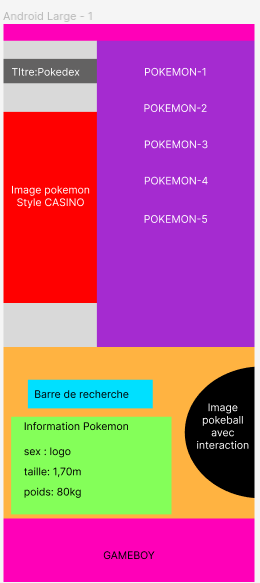 Android Large - 1
TItre:Pokedex
POKEMON-1
POKEMON-2
POKEMON-3
POKEMON-4
POKEMON-5
Image pokemon
Style CASINO
Barre de recherche
Information Pokemon
sex : logo
taille: 1,70m
poids: 80kg
Image
pokeball
avec
interaction
GAMEBOY